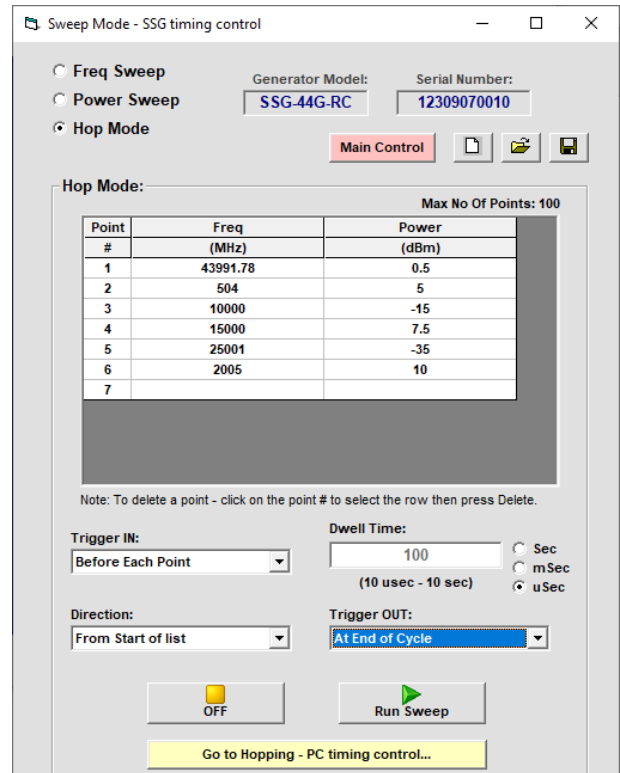 Sweep Mode - SSG timing control
Freq Sweep
Power Sweep
Hop Mode
Generator Model:
SSG-44G-RC
Serial Number:
12309070010
Main Control
Hop Mode:
Max No Of Points: 100
Point Freq Power
# (MHz) (dBm)
1 43991.78 0.5
2 504 5
3 10000 -15
4 15000 7.5
5 25001 -35
6 2005 10
7
Note: To delete a point - click on the point # to select the row then press Delete.
Trigger IN:
Before Each Point
Dwell Time:
100
(10 usec - 10 sec)
Sec
mSec
uSec
Direction:
From Start of list
Trigger OUT:
At End of Cycle
OFF
Run Sweep
Go to Hopping - PC timing control...